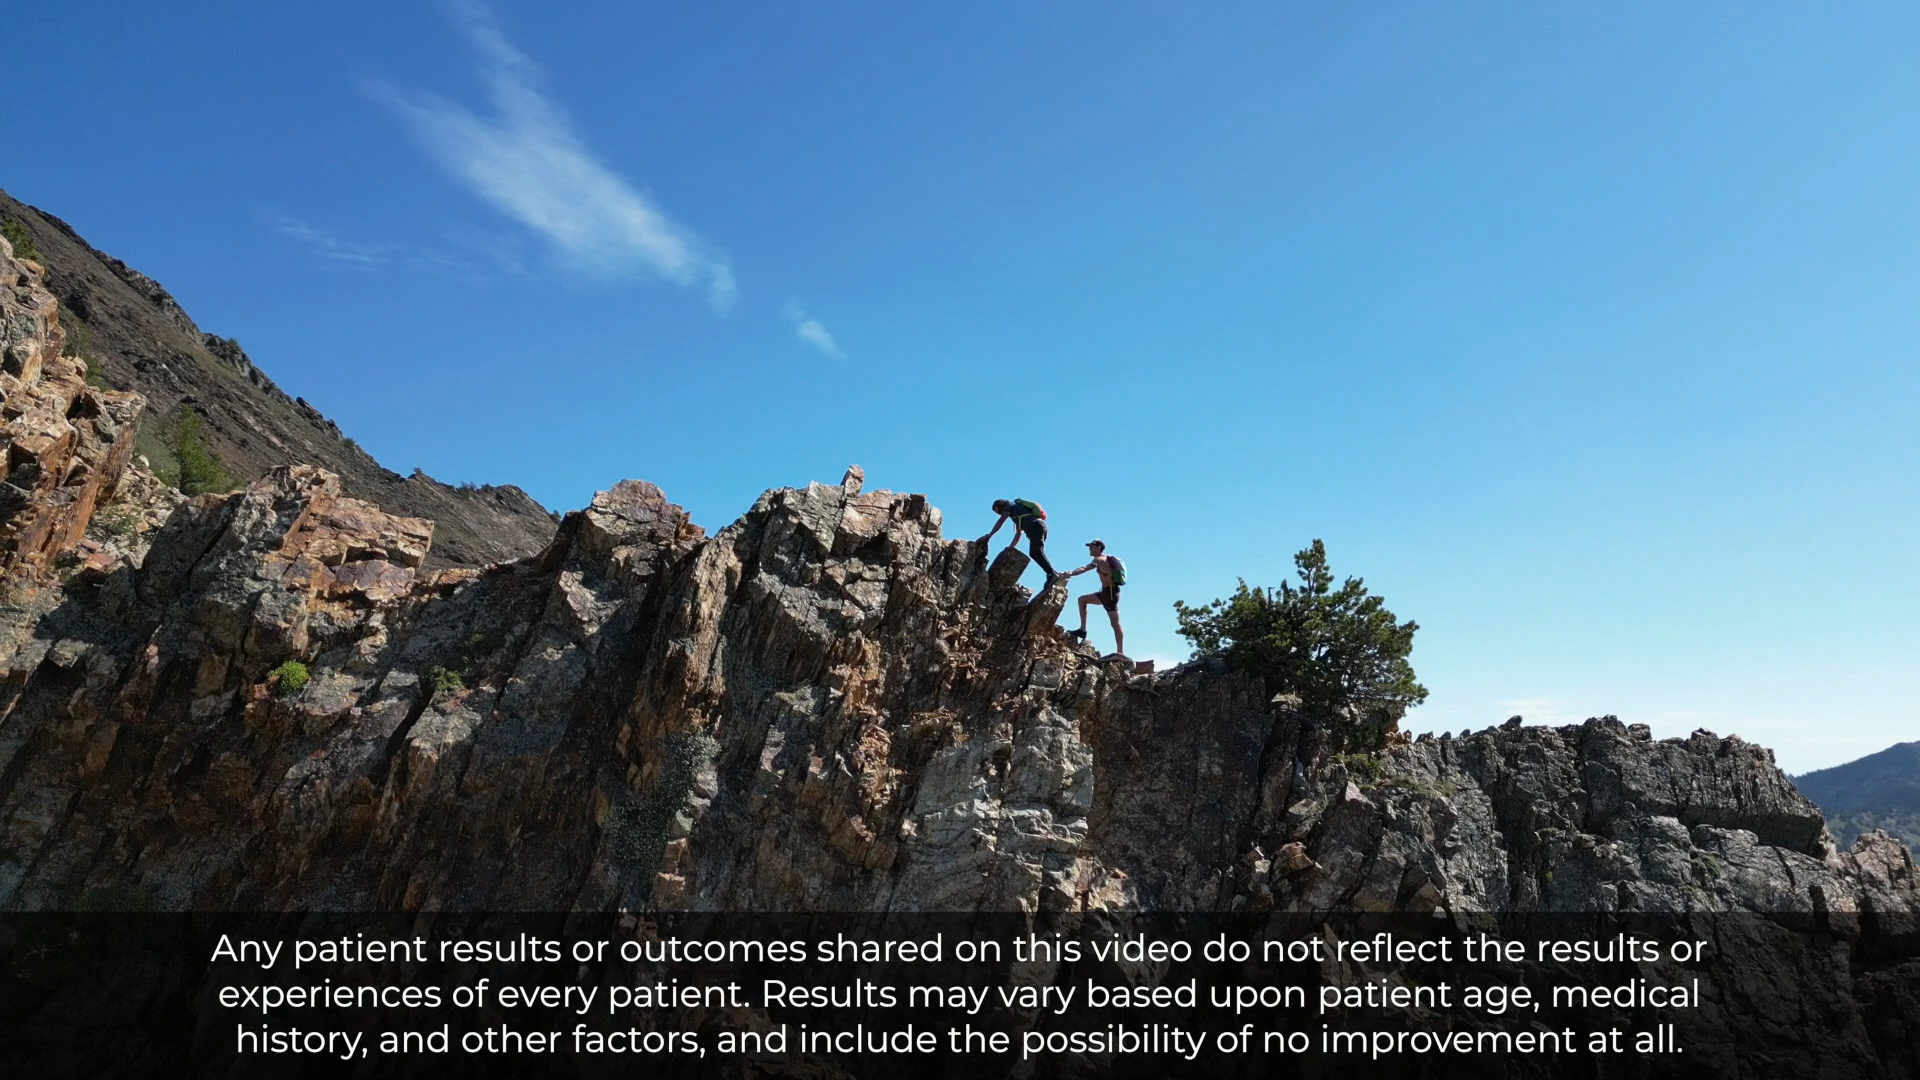 Any patient results or outcomes shared on this video do not reflect the results or
experiences of every patient. Results may vary based upon patient age, medical
history, and other factors, and include the possibility of no improvement at all.